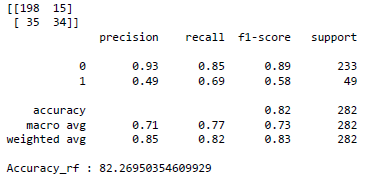 [[198 15]
[ 35 34]]
precision recall f1-score support
0 0.93 0.85 0.89 233
1 0.49 0.69 0.58 49
accuracy 0.82 282
macro avg 0.71 0.77 0.73 282
weighted avg 0.85 0.82 0.83 282
Accuracy_rf : 82.26950354609929